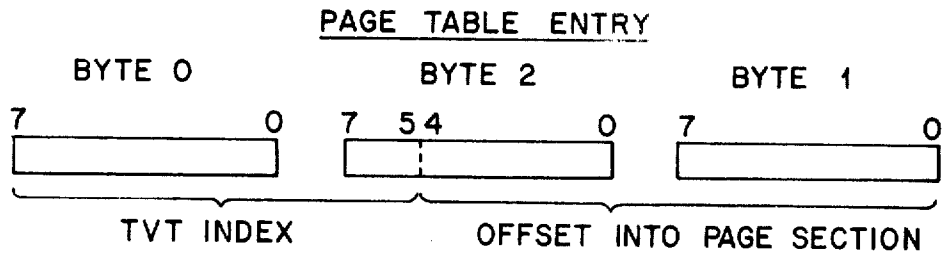 PAGE TABLE ENTRY
BYTE 0 BYTE 2 BYTE 1
7 0 7 5 4 0 7 0
TVT INDEX OFFSET INTO PAGE SECTION